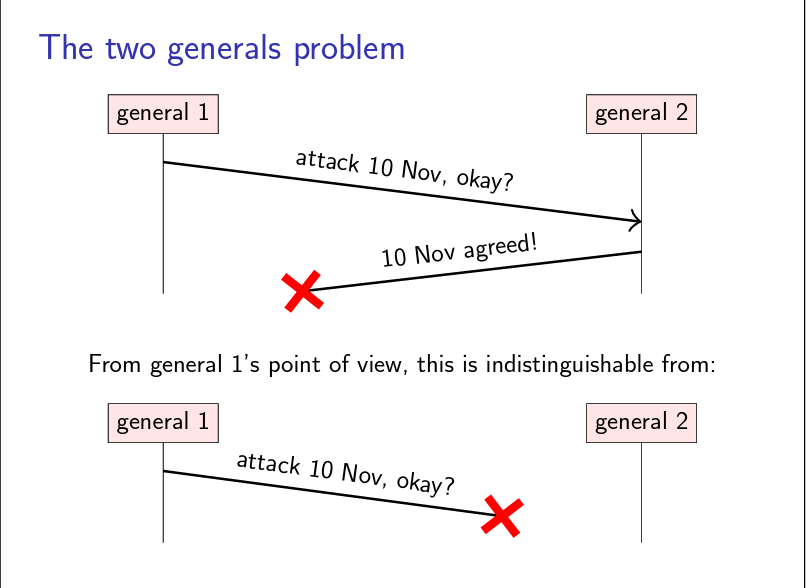 The two generals problem
general 1
general 2
attack 10 Nov, okay?
10 Nov agreed!
From general 1's point of view, this is indistinguishable from:
general 1
general 2
attack 10 Nov, okay?